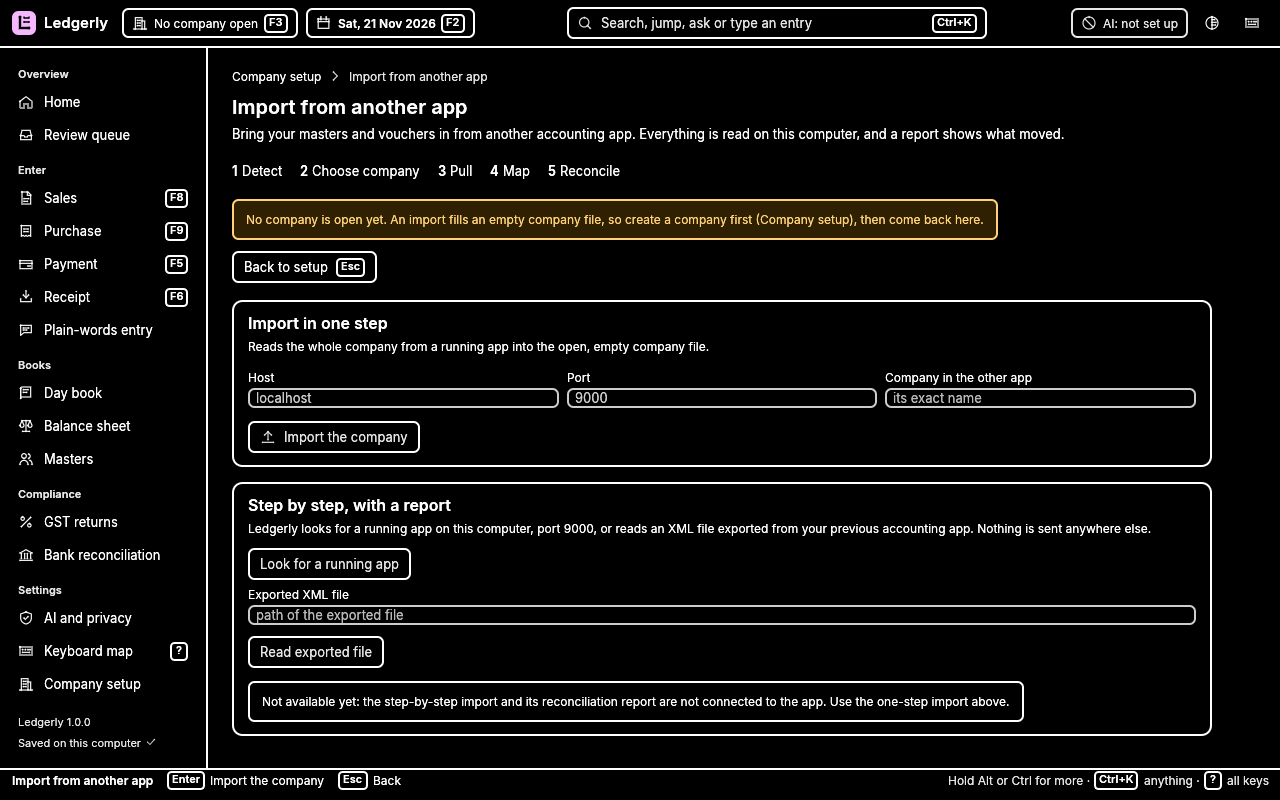 Ledgerly
No company open F3
Sat, 21 Nov 2026 F2
Search, jump, ask or type an entry Ctrl+K
AI: not set up
Overview
Home
Review queue
Enter
Sales F8
Purchase F9
Payment F5
Receipt F6
Plain-words entry
Books
Day book
Balance sheet
Masters
Compliance
GST returns
Bank reconciliation
Settings
AI and privacy
Keyboard map ?
Company setup
Ledgerly 1.0.0
Saved on this computer
Company setup > Import from another app
Import from another app
Bring your masters and vouchers in from another accounting app. Everything is read on this computer, and a report shows what moved.
1 Detect 2 Choose company 3 Pull 4 Map 5 Reconcile
No company is open yet. An import fills an empty company file, so create a company first (Company setup), then come back here.
Back to setup Esc
Import in one step
Reads the whole company from a running app into the open, empty company file.
Host Port Company in the other app
localhost 9000 its exact name
Import the company
Step by step, with a report
Ledgerly looks for a running app on this computer, port 9000, or reads an XML file exported from your previous accounting app. Nothing is sent anywhere else.
Look for a running app
Exported XML file
path of the exported file
Read exported file
Not available yet: the step-by-step import and its reconciliation report are not connected to the app. Use the one-step import above.
Import from another app Enter Import the company Esc Back
Hold Alt or Ctrl for more · Ctrl+K anything · ? all keys